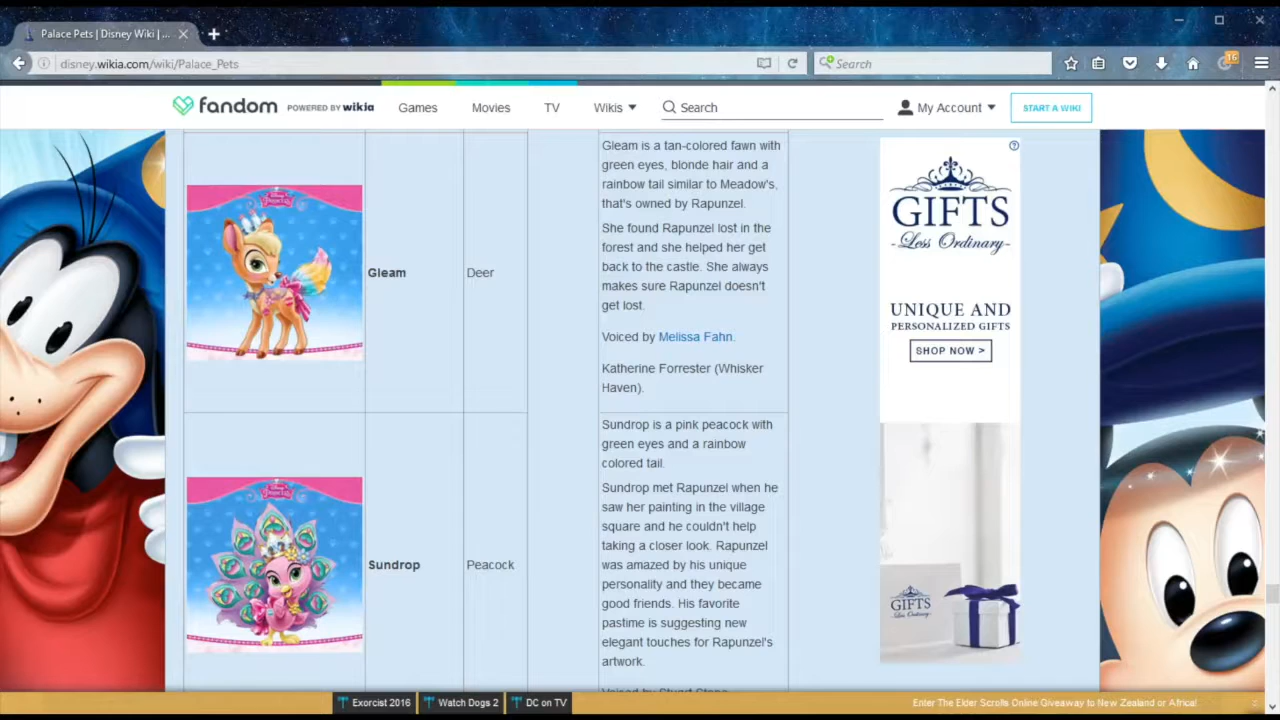 Palace Pets | Disney Wiki | ...
disney.wikia.com/wiki/Palace_Pets
Search
16
fandom POWERED BY wikia
Games Movies TV Wikis Search My Account START A WIKI
Gleam
Deer
Gleam is a tan-colored fawn with
green eyes, blonde hair and a
rainbow tail similar to Meadow's,
that's owned by Rapunzel.
She found Rapunzel lost in the
forest and she helped her get
back to the castle. She always
makes sure Rapunzel doesn't
get lost.
Voiced by Melissa Fahn.
Katherine Forrester (Whisker
Haven).
Sundrop
Peacock
Sundrop is a pink peacock with
green eyes and a rainbow
colored tail.
Sundrop met Rapunzel when he
saw her painting in the village
square and he couldn't help
taking a closer look. Rapunzel
was amazed by his unique
personality and they became
good friends. His favorite
pastime is suggesting new
elegant touches for Rapunzel's
artwork.
GIFTS
-Less Ordinary-
UNIQUE AND
PERSONALIZED GIFTS
SHOP NOW >
GIFTS
Less Ordinary
Exorcist 2016 Watch Dogs 2 DC on TV
Enter The Elder Scrolls Online Giveaway to New Zealand or Africa!